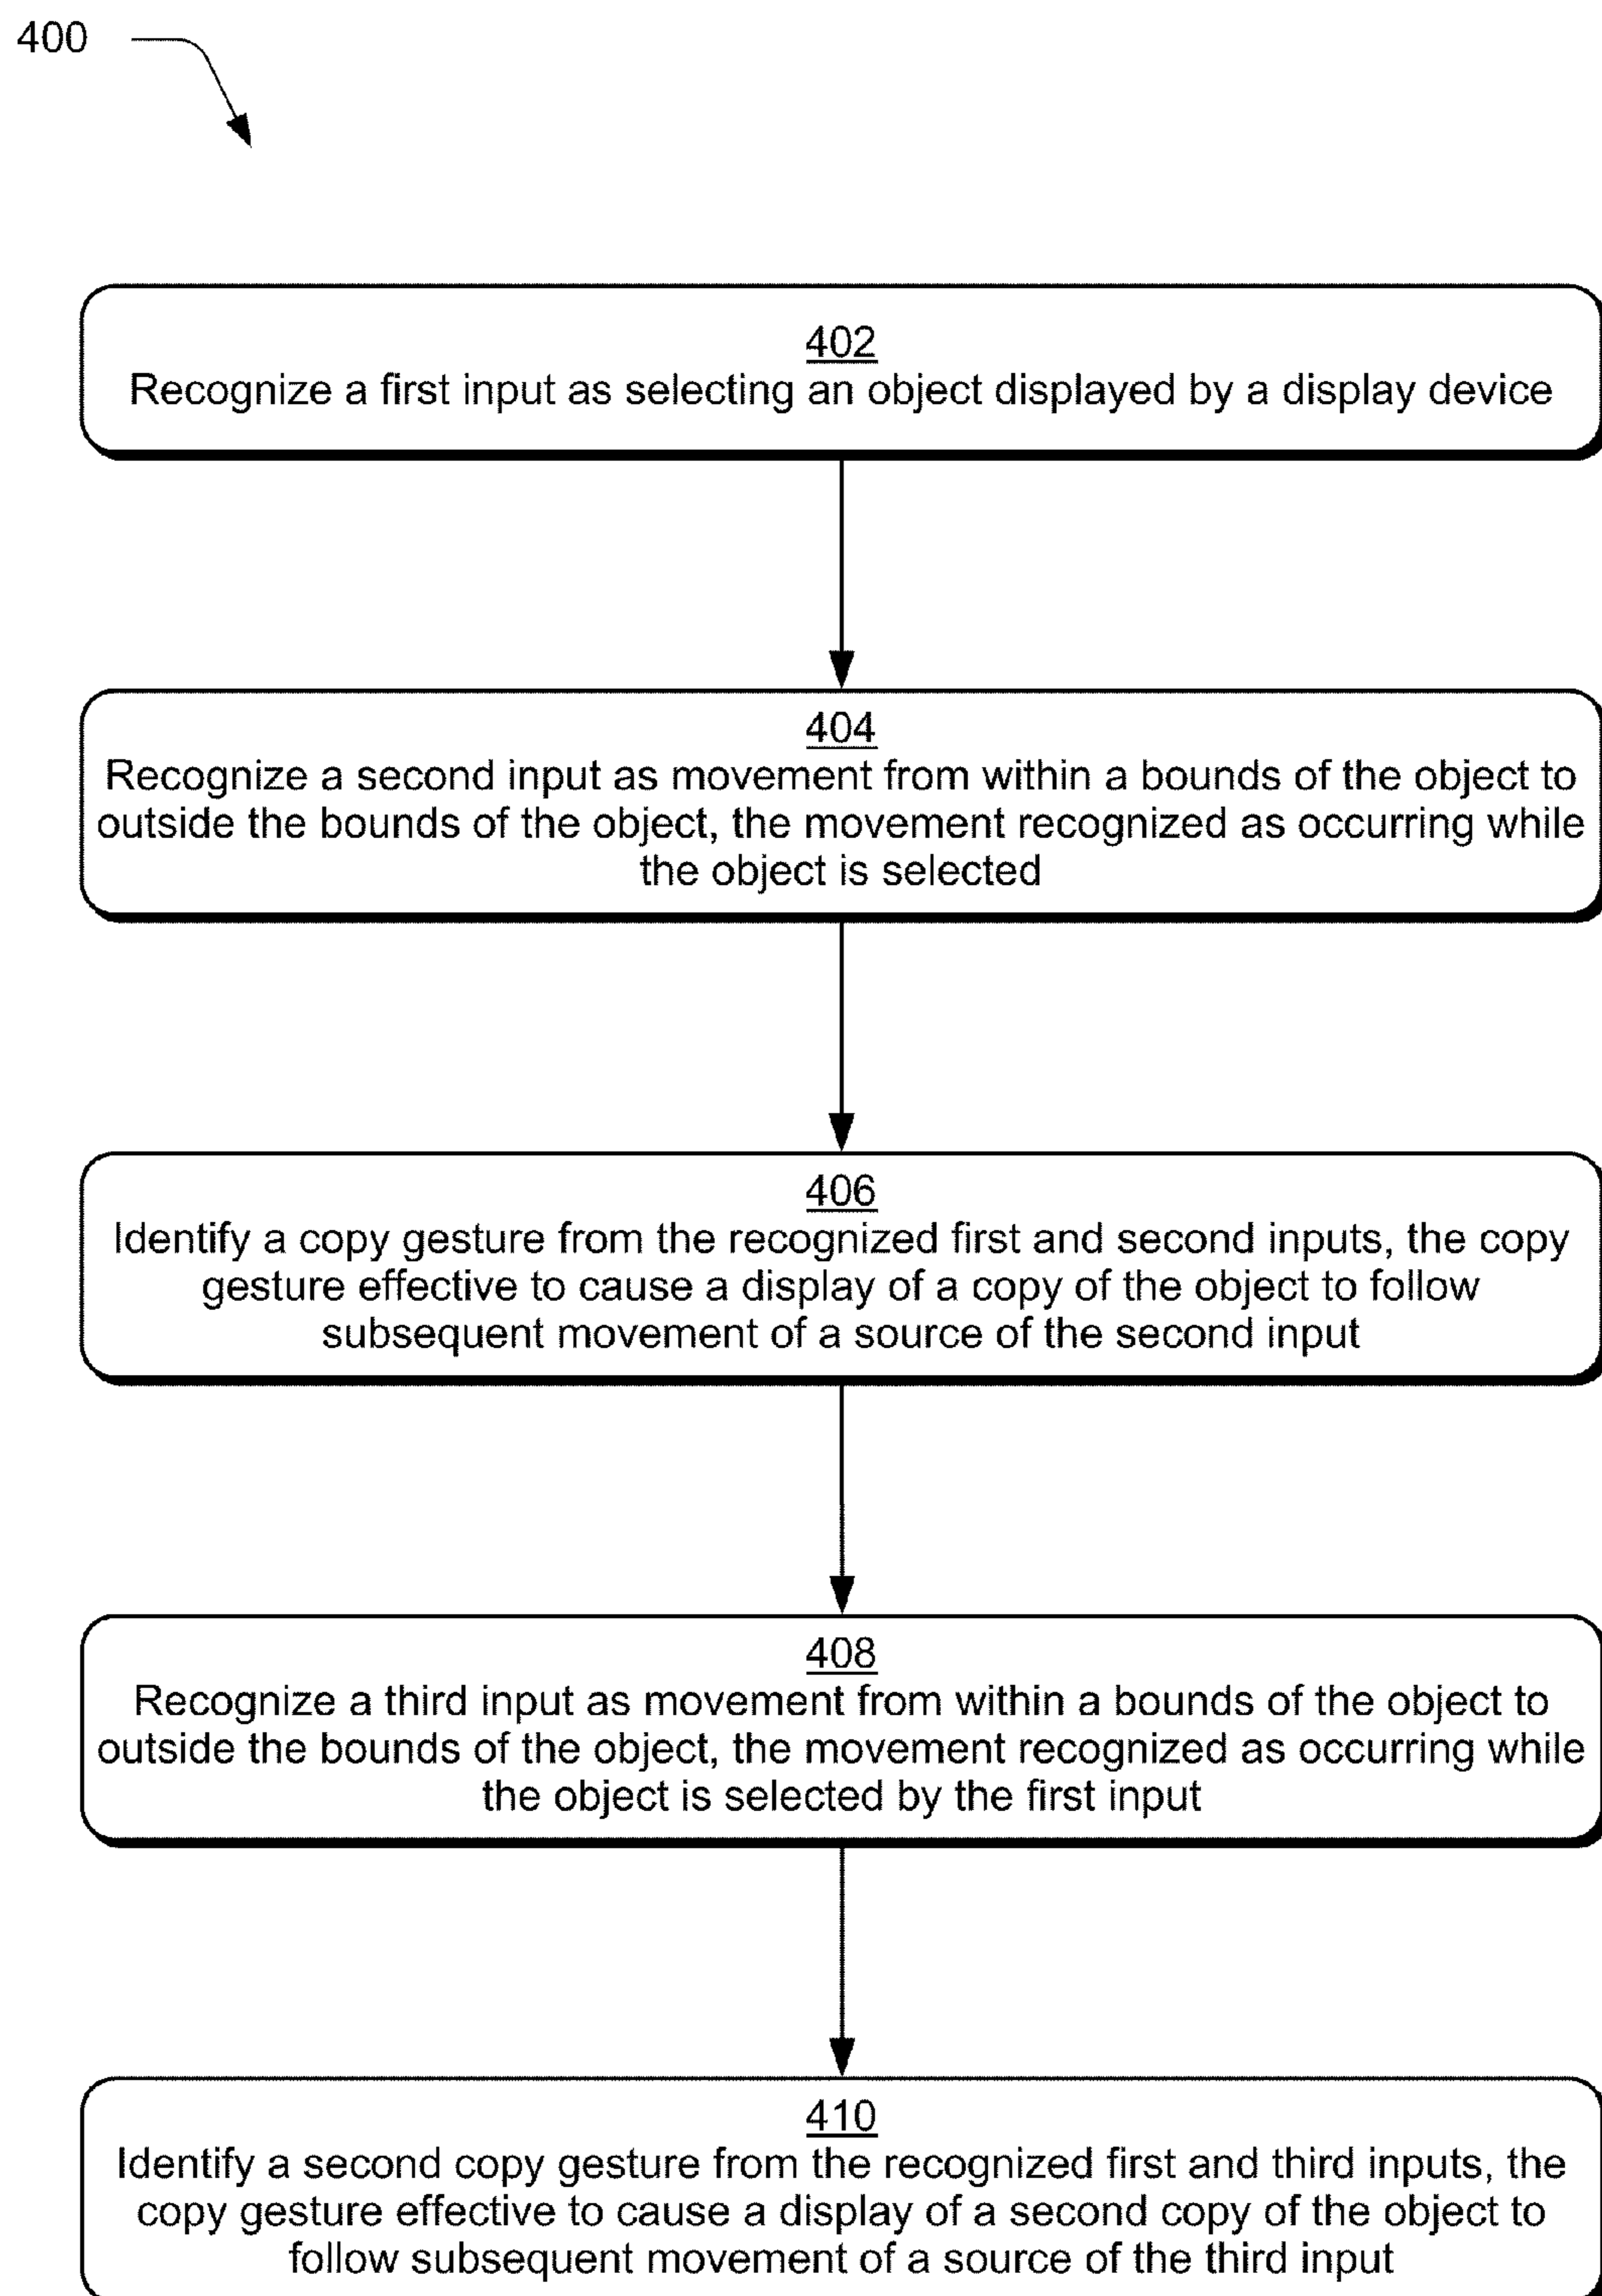 400
402
Recognize a first input as selecting an object displayed by a display device
404
Recognize a second input as movement from within a bounds of the object to
outside the bounds of the object, the movement recognized as occurring while
the object is selected
406
Identify a copy gesture from the recognized first and second inputs, the copy
gesture effective to cause a display of a copy of the object to follow
subsequent movement of a source of the second input
408
Recognize a third input as movement from within a bounds of the object to
outside the bounds of the object, the movement recognized as occurring while
the object is selected by the first input
410
Identify a second copy gesture from the recognized first and third inputs, the
copy gesture effective to cause a display of a second copy of the object to
follow subsequent movement of a source of the third input